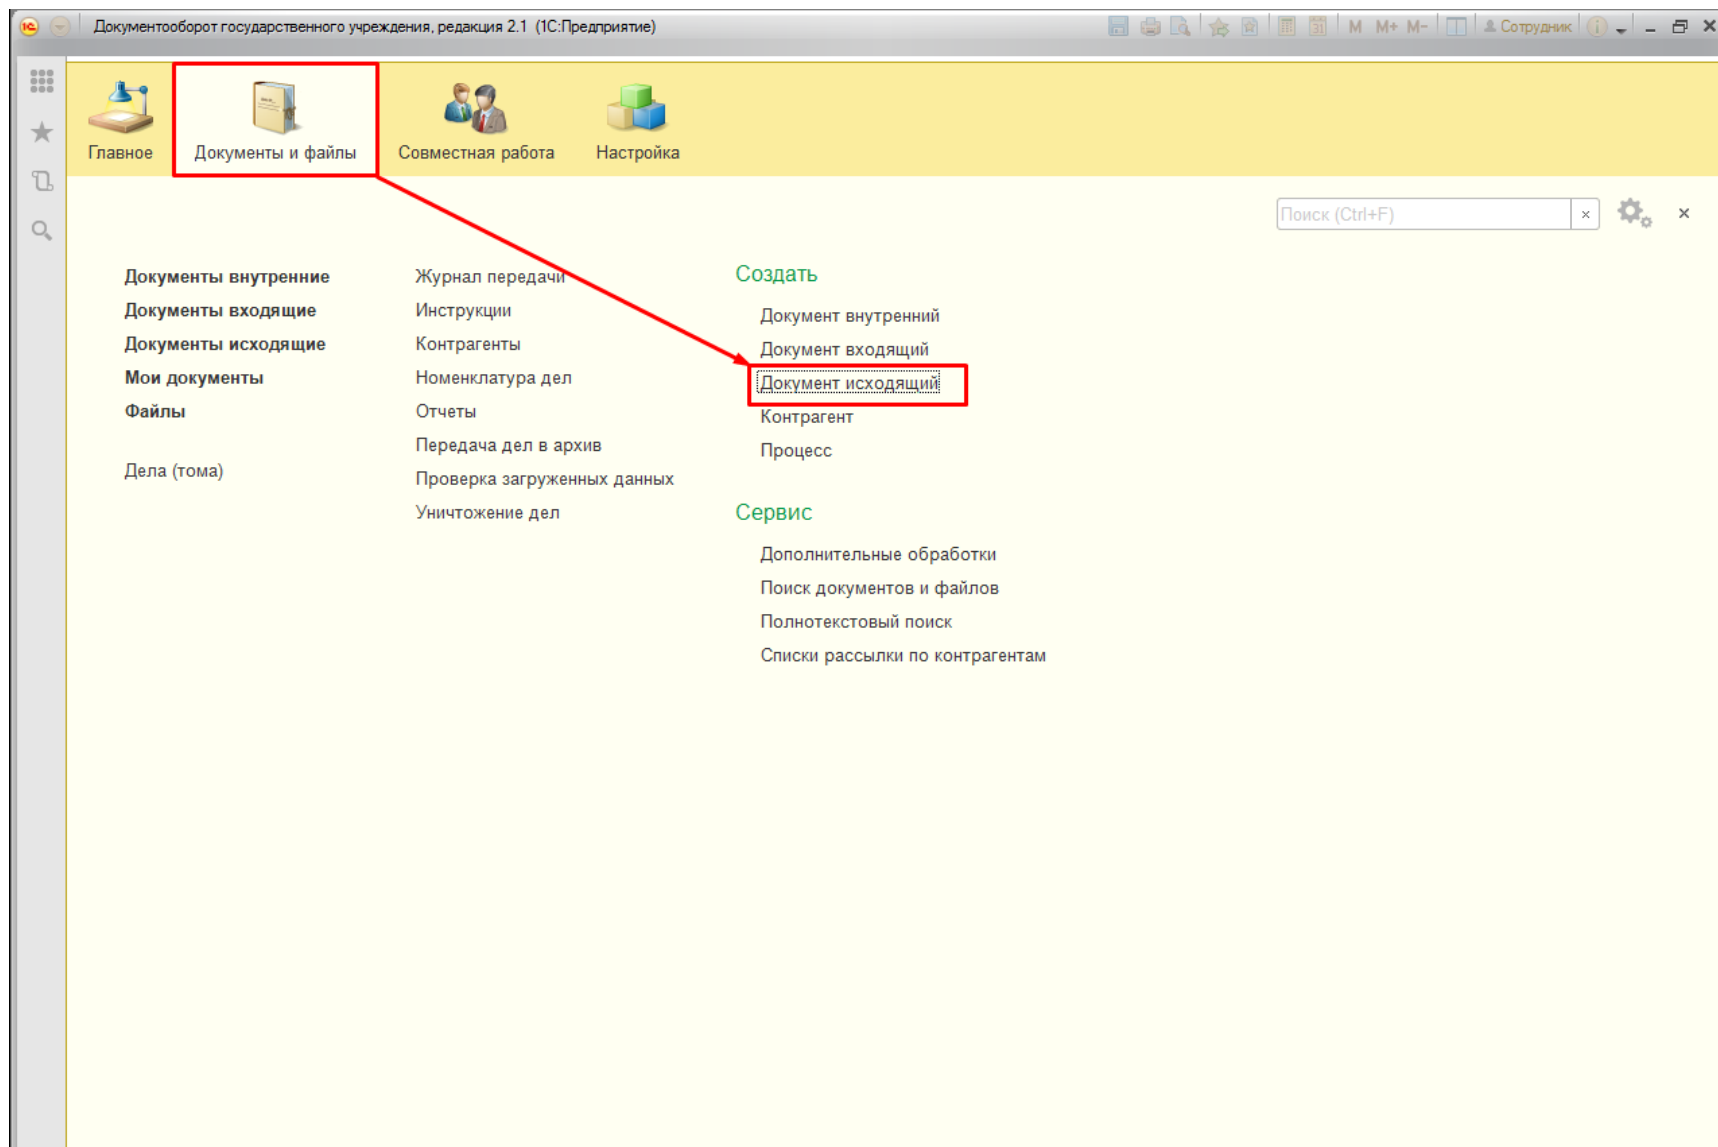 1С Документооборот государственного учреждения, редакция 2.1 (1С:Предприятие) 31 M M+ M- Сотрудник
Главное
Документы и файлы
Совместная работа
Настройка
Поиск (Ctrl+F)
Документы внутренние
Документы входящие
Документы исходящие
Мои документы
Файлы
Дела (тома)
Журнал передачи
Инструкции
Контрагенты
Номенклатура дел
Отчеты
Передача дел в архив
Проверка загруженных данных
Уничтожение дел
Создать
Документ внутренний
Документ входящий
Документ исходящий
Контрагент
Процесс
Сервис
Дополнительные обработки
Поиск документов и файлов
Полнотекстовый поиск
Списки рассылки по контрагентам